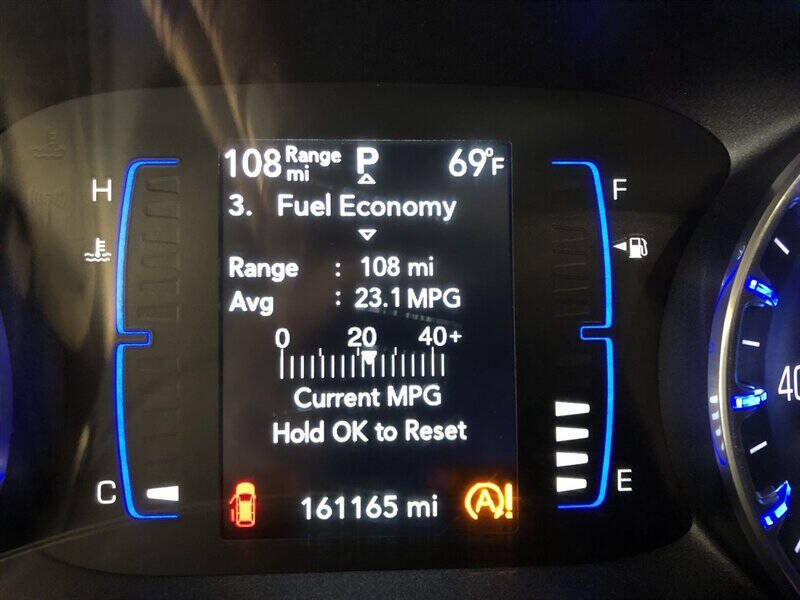 108 Range mi P 69°F
H
F
3. Fuel Economy
Range : 108 mi
Avg : 23.1 MPG
0 20 40+
Current MPG
Hold OK to Reset
40
C
E
161165 mi
A!